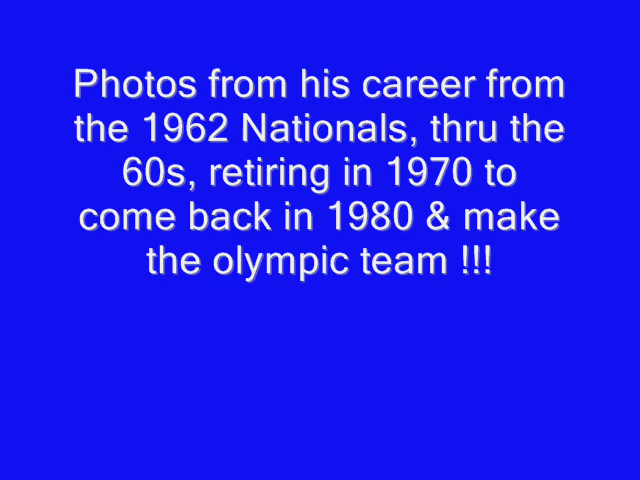 Photos from his career from
the 1962 Nationals, thru the
60s, retiring in 1970 to
come back in 1980 & make
the olympic team !!!